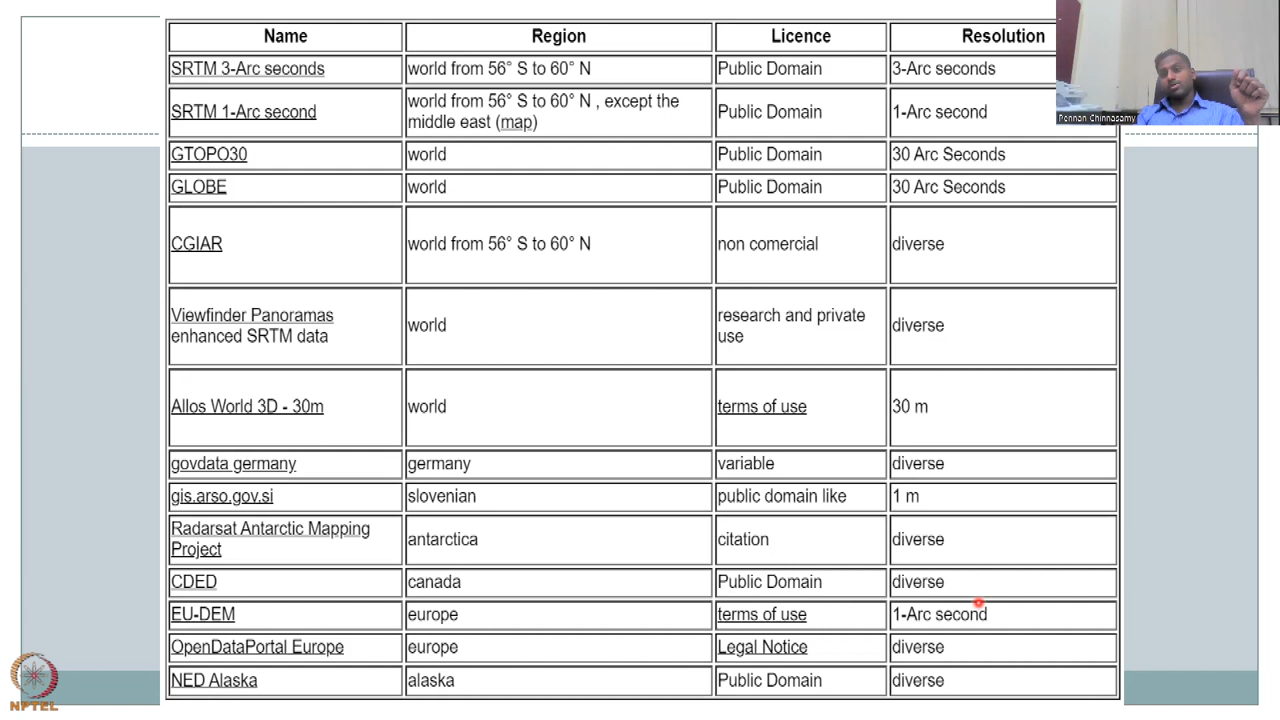 Name Region Licence Resolution
SRTM 3-Arc seconds world from 56° S to 60° N Public Domain 3-Arc seconds
SRTM 1-Arc second world from 56° S to 60° N , except the middle east (map) Public Domain 1-Arc second
GTOPO30 world Public Domain 30 Arc Seconds
GLOBE world Public Domain 30 Arc Seconds
CGIAR world from 56° S to 60° N non comercial diverse
Viewfinder Panoramas enhanced SRTM data world research and private use diverse
Allos World 3D - 30m world terms of use 30 m
govdata germany germany variable diverse
gis.arso.gov.si slovenian public domain like 1 m
Radarsat Antarctic Mapping Project antarctica citation diverse
CDED canada Public Domain diverse
EU-DEM europe terms of use 1-Arc second
OpenDataPortal Europe europe Legal Notice diverse
NED Alaska alaska Public Domain diverse
Pennan Chinnasamy
NPTEL